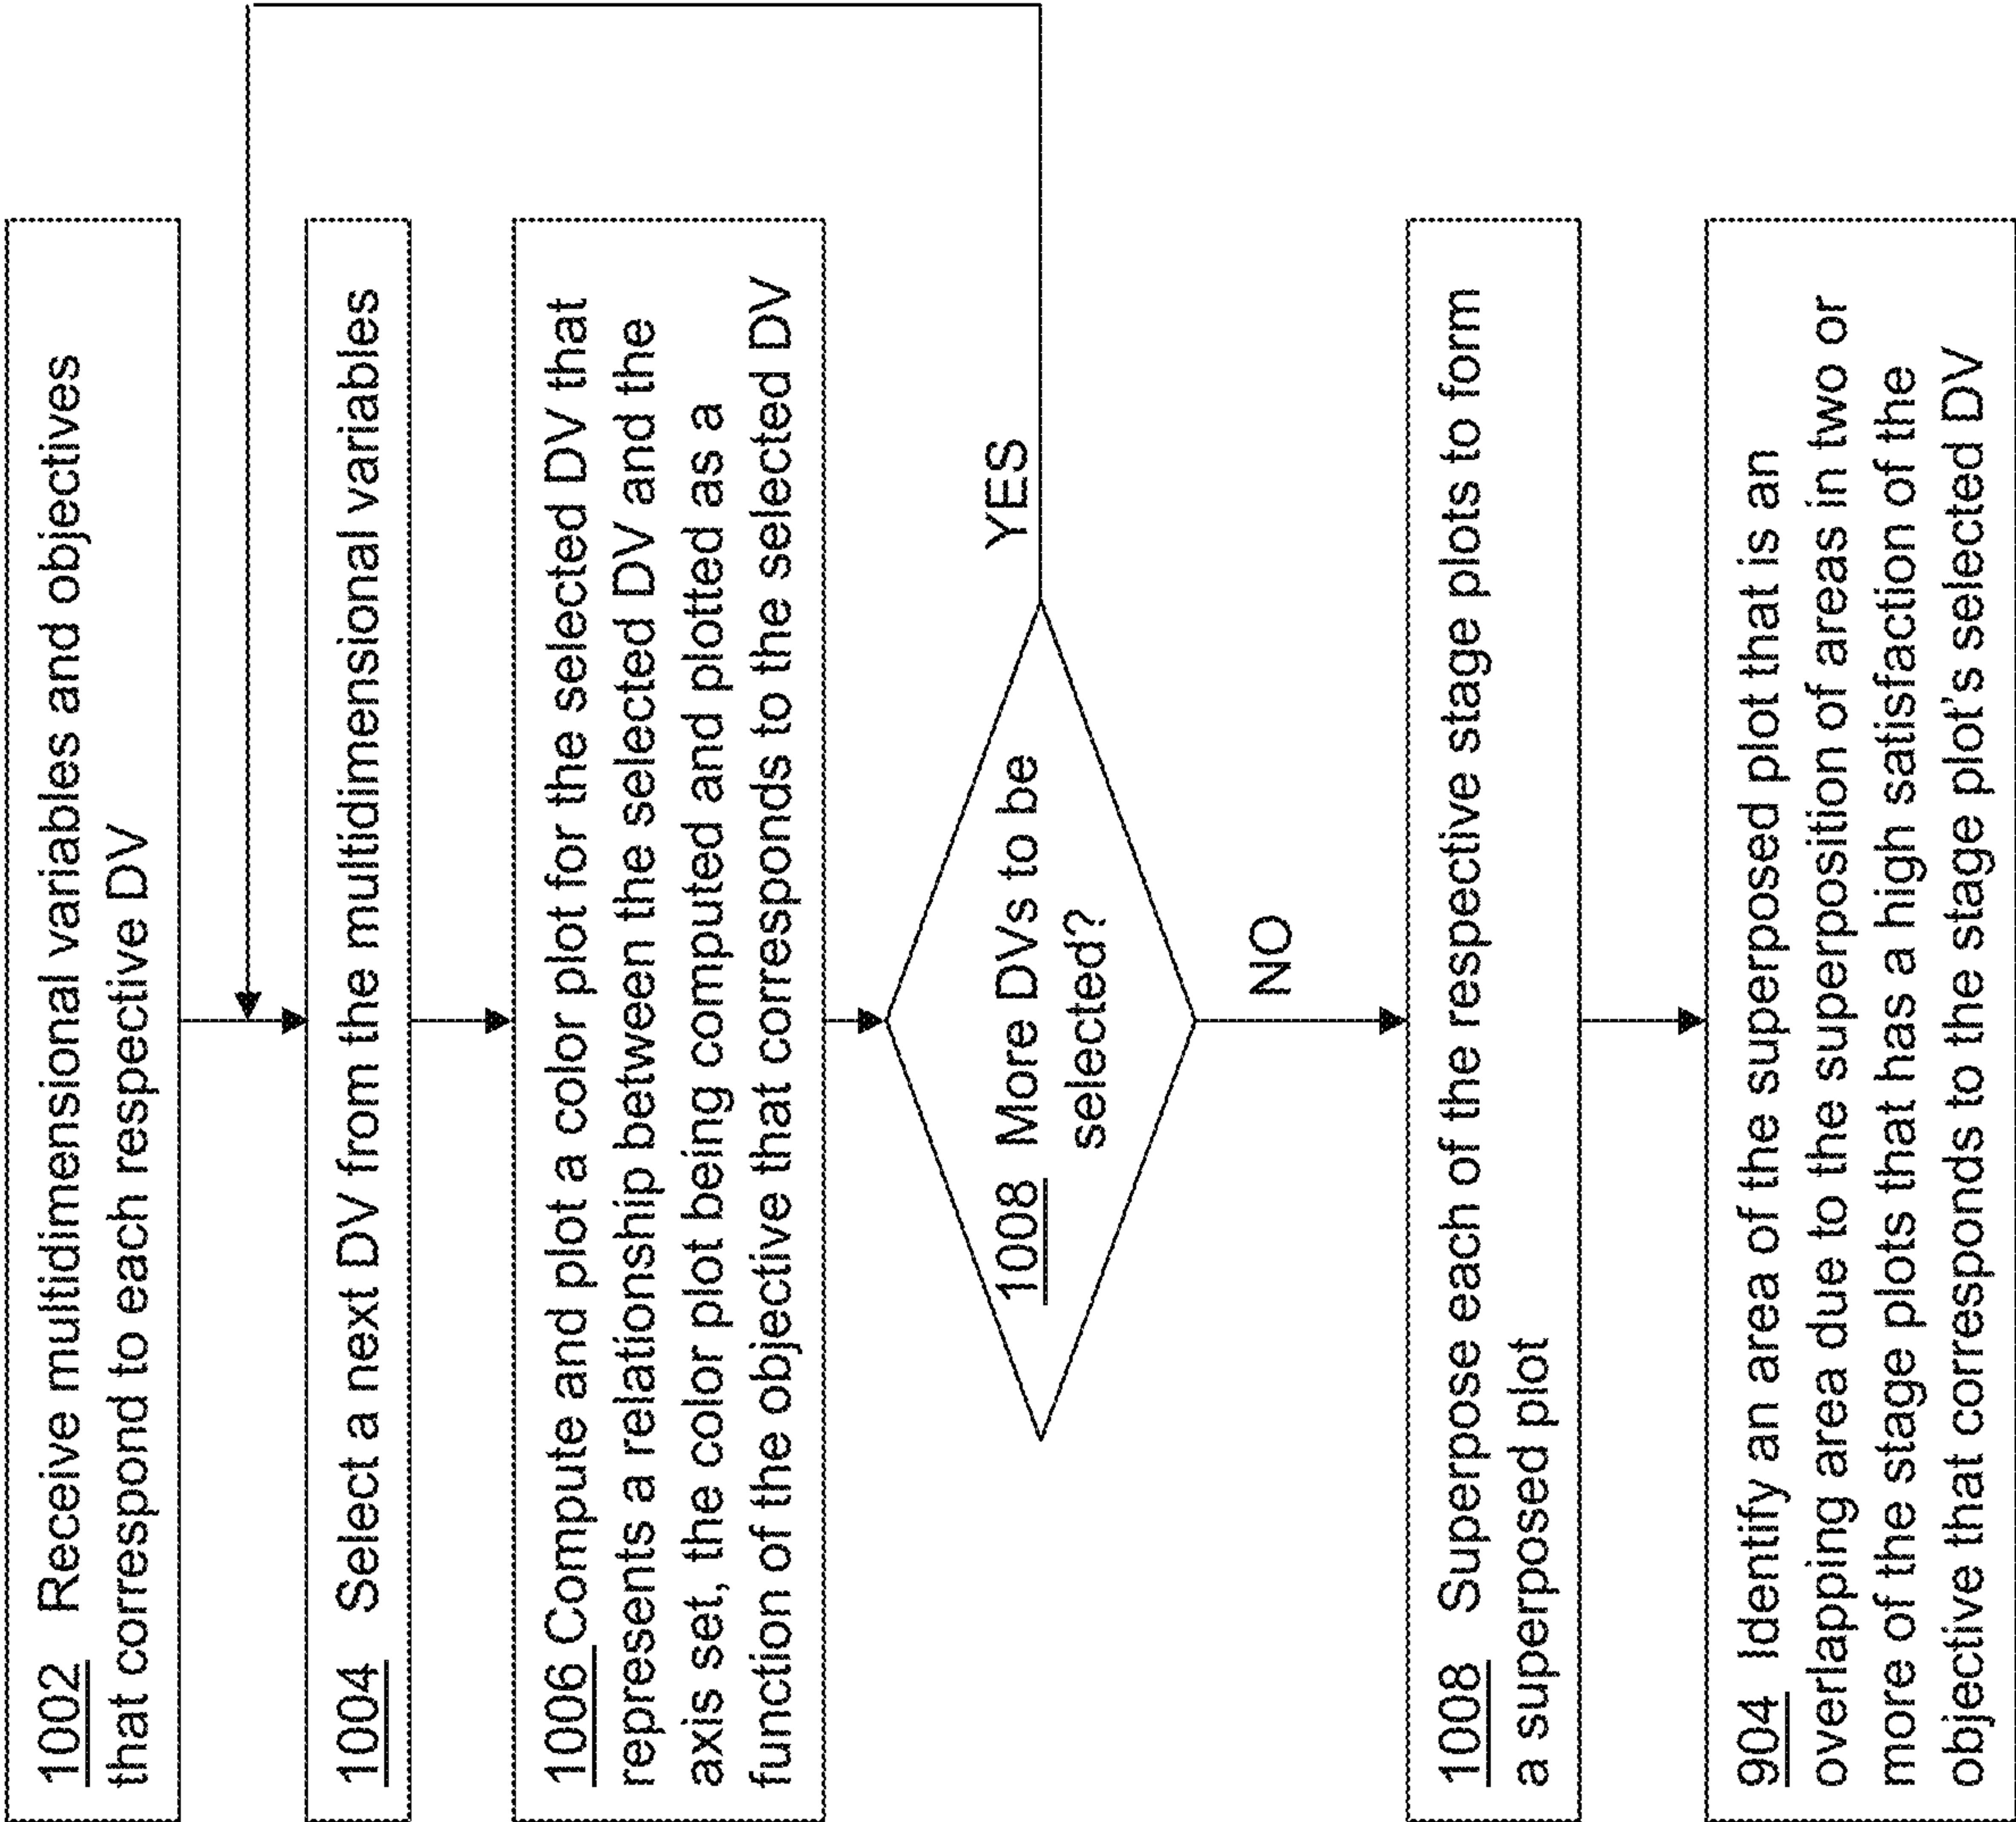 1002 Receive multidimensional variables and objectives
that correspond to each respective DV
1004 Select a next DV from the multidimensional variables
1006 Compute and plot a color plot for the selected DV that
represents a relationship between the selected DV and the
axis set, the color plot being computed and plotted as a
function of the objective that corresponds to the selected DV
1008 More DVs to be
selected?
YES
NO
1008 Superpose each of the respective stage plots to form
a superposed plot
904 Identify an area of the superposed plot that is an
overlapping area due to the superposition of areas in two or
more of the stage plots that has a high satisfaction of the
objective that corresponds to the stage plot's selected DV